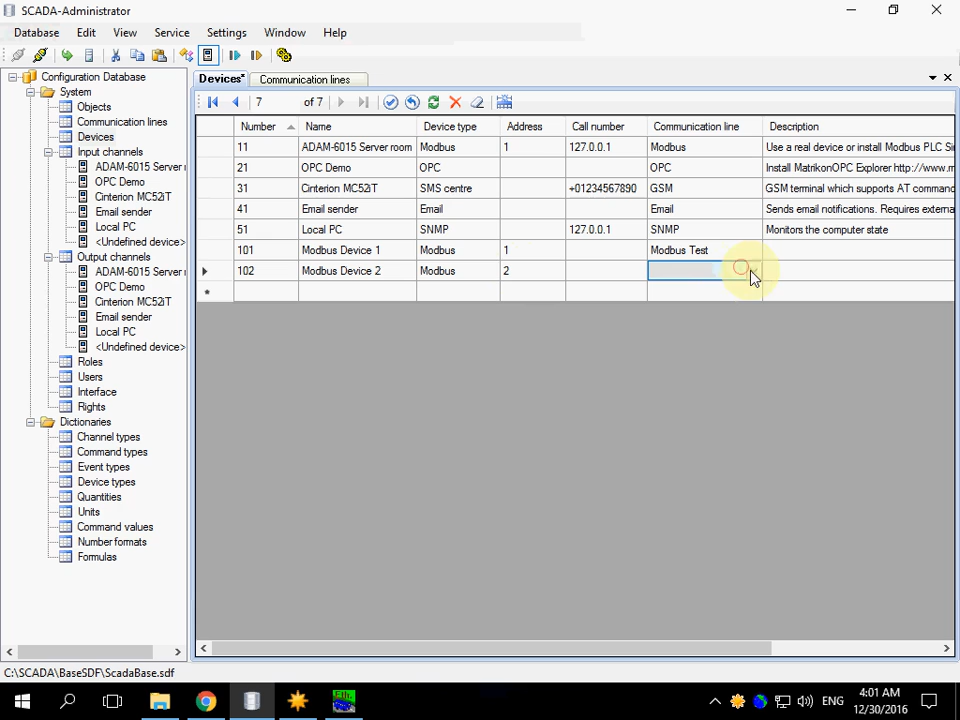 SCADA-Administrator
Database Edit View Service Settings Window Help
Configuration Database
System
Objects
Communication lines
Devices
Input channels
ADAM-6015 Server r
OPC Demo
Cinterion MC52iT
Email sender
Local PC
<Undefined device>
Output channels
ADAM-6015 Server r
OPC Demo
Cinterion MC52iT
Email sender
Local PC
<Undefined device>
Roles
Users
Interface
Rights
Dictionaries
Channel types
Command types
Event types
Device types
Quantities
Units
Command values
Number formats
Formulas
Devices* Communication lines
7 of 7
Number Name Device type Address Call number Communication line Description
11 ADAM-6015 Server room Modbus 1 127.0.0.1 Modbus Use a real device or install Modbus PLC Sim
21 OPC Demo OPC OPC Install MatrikonOPC Explorer http://www.m
31 Cinterion MC52iT SMS centre +01234567890 GSM GSM terminal which supports AT command
41 Email sender Email Email Sends email notifications. Requires externa
51 Local PC SNMP 127.0.0.1 SNMP Monitors the computer state
101 Modbus Device 1 Modbus 1 Modbus Test
102 Modbus Device 2 Modbus 2
C:\SCADA\BaseSDF\ScadaBase.sdf
4:01 AM
12/30/2016